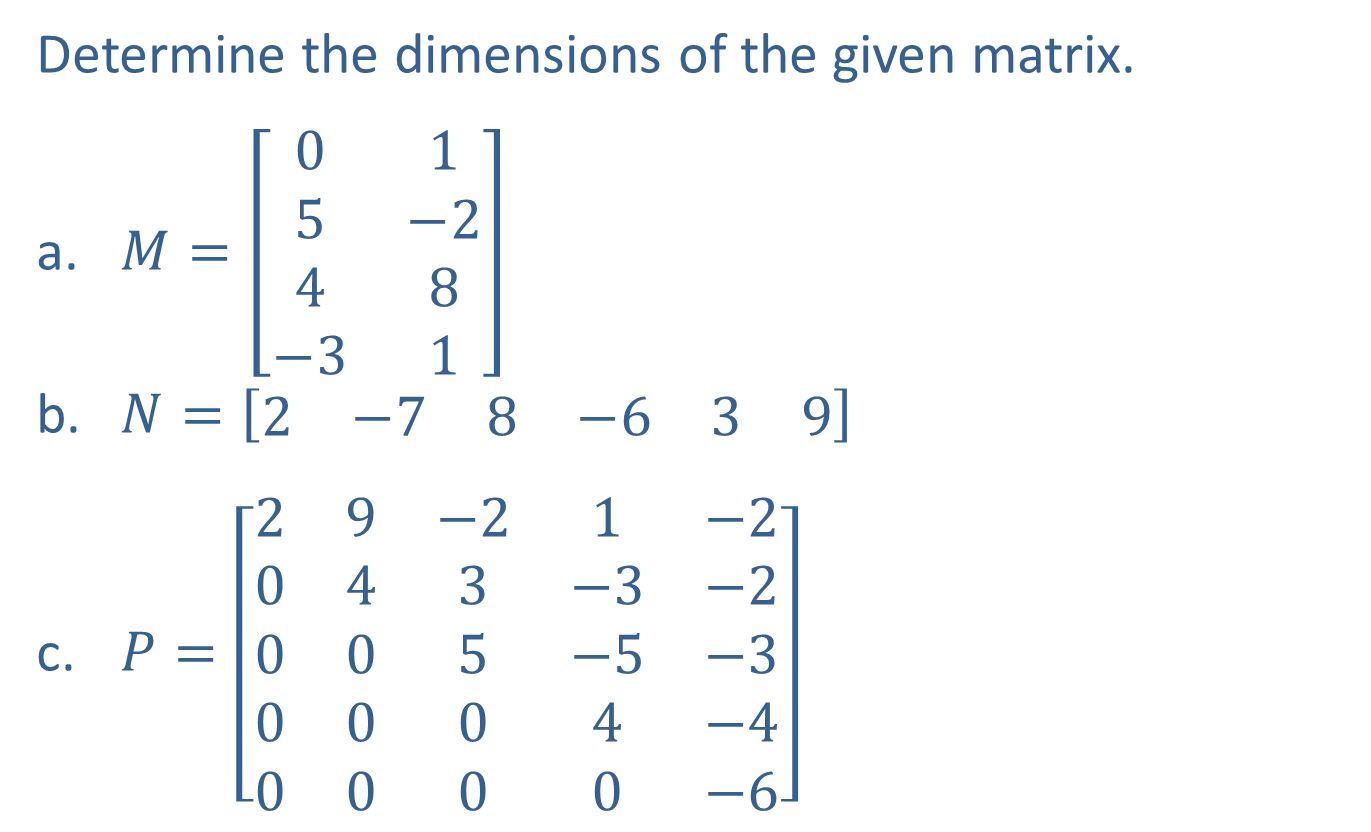 Determine the dimensions of the given matrix.
0 1
5 −2
a. M = [ 4 8 ]
−3 1
b. N = [2 −7 8 −6 3 9]
2 9 −2 1 −2
0 4 3 −3 −2
c. P = [ 0 0 5 −5 −3 ]
0 0 0 4 −4
0 0 0 0 −6